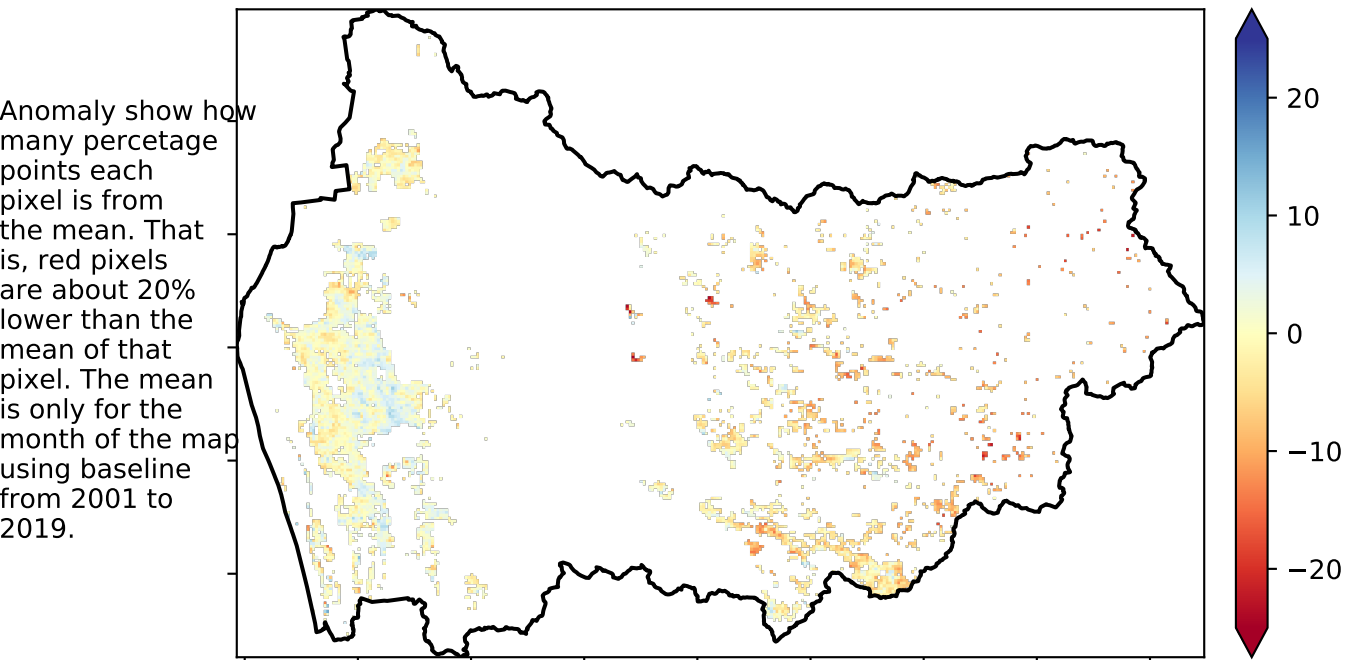 Anomaly show how
many percetage
points each
pixel is from
the mean. That
is, red pixels
are about 20%
lower than the
mean of that
pixel. The mean
is only for the
month of the map
using baseline
from 2001 to
2019.
20
10
0
−10
−20